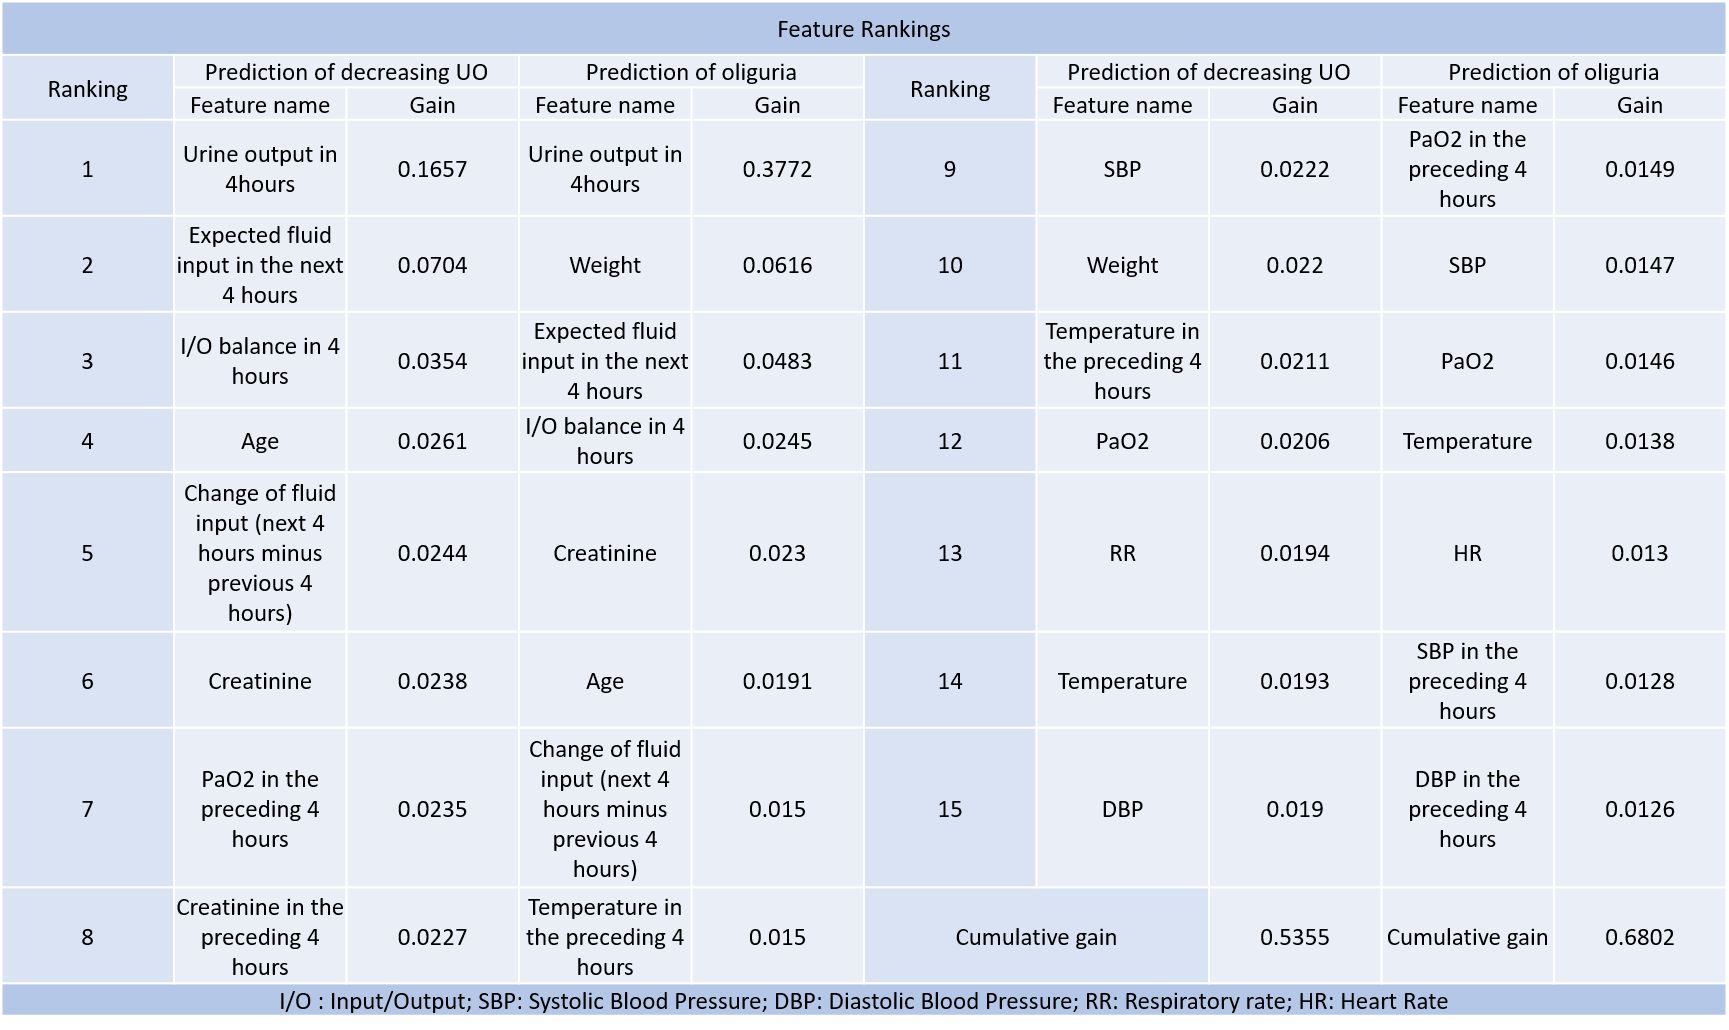 Feature Rankings
Ranking
Prediction of decreasing UO
Prediction of oliguria
Ranking
Prediction of decreasing UO
Prediction of oliguria
Feature name
Gain
Feature name
Gain
Feature name
Gain
Feature name
Gain
1
Urine output in
4hours
0.1657
Urine output in
4hours
0.3772
9
SBP
0.0222
PaO2 in the
preceding 4
hours
0.0149
2
Expected fluid
input in the next
4 hours
0.0704
Weight
0.0616
10
Weight
0.022
SBP
0.0147
3
I/O balance in 4
hours
0.0354
Expected fluid
input in the next
4 hours
0.0483
11
Temperature in
the preceding 4
hours
0.0211
PaO2
0.0146
4
Age
0.0261
I/O balance in 4
hours
0.0245
12
PaO2
0.0206
Temperature
0.0138
5
Change of fluid
input (next 4
hours minus
previous 4
hours)
0.0244
Creatinine
0.023
13
RR
0.0194
HR
0.013
6
Creatinine
0.0238
Age
0.0191
14
Temperature
0.0193
SBP in the
preceding 4
hours
0.0128
7
PaO2 in the
preceding 4
hours
0.0235
Change of fluid
input (next 4
hours minus
previous 4
hours)
0.015
15
DBP
0.019
DBP in the
preceding 4
hours
0.0126
8
Creatinine in the
preceding 4
hours
0.0227
Temperature in
the preceding 4
hours
0.015
Cumulative gain
0.5355
Cumulative gain
0.6802
I/O : Input/Output; SBP: Systolic Blood Pressure; DBP: Diastolic Blood Pressure; RR: Respiratory rate; HR: Heart Rate